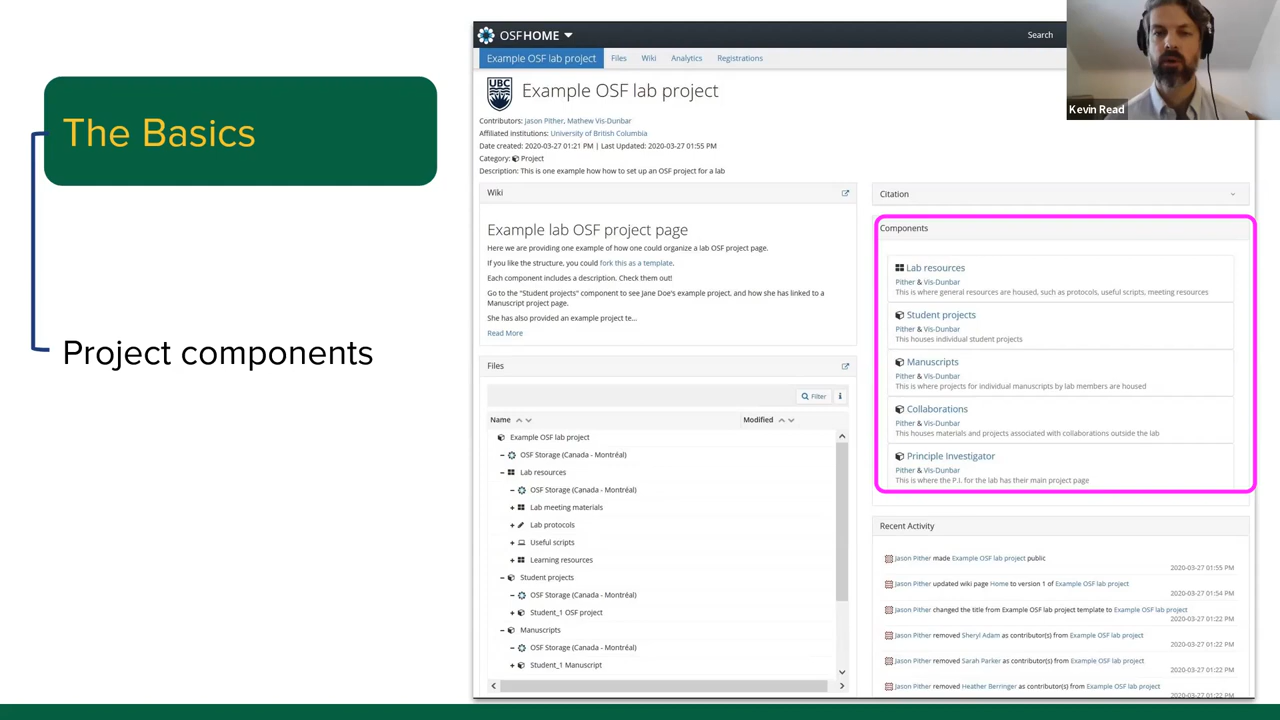 The Basics
Project components
OSFHOME
Search
Example OSF lab project
Files
Wiki
Analytics
Registrations
UBC
Example OSF lab project
Contributors: Jason Pither, Mathew Vis-Dunbar
Affiliated institutions: University of British Columbia
Date created: 2020-03-27 01:21 PM | Last Updated: 2020-03-27 01:55 PM
Category: Project
Description: This is one example how how to set up an OSF project for a lab
Wiki
Example lab OSF project page
Here we are providing one example of how one could organize a lab OSF project page.
If you like the structure, you could fork this as a template.
Each component includes a description. Check them out!
Go to the "Student projects" component to see Jane Doe's example project, and how she has linked to a
Manuscript project page.
She has also provided an example project te...
Read More
Files
Filter
Name
Modified
Example OSF lab project
OSF Storage (Canada - Montréal)
Lab resources
OSF Storage (Canada - Montréal)
Lab meeting materials
Lab protocols
Useful scripts
Learning resources
Student projects
OSF Storage (Canada - Montréal)
Student_1 OSF project
Manuscripts
OSF Storage (Canada - Montréal)
Student_1 Manuscript
Citation
Components
Lab resources
Pither & Vis-Dunbar
This is where general resources are housed, such as protocols, useful scripts, meeting resources
Student projects
Pither & Vis-Dunbar
This houses individual student projects
Manuscripts
Pither & Vis-Dunbar
This is where projects for individual manuscripts by lab members are housed
Collaborations
Pither & Vis-Dunbar
This houses materials and projects associated with collaborations outside the lab
Principle Investigator
Pither & Vis-Dunbar
This is where the P.I. for the lab has their main project page
Recent Activity
Jason Pither made Example OSF lab project public
2020-03-27 01:55 PM
Jason Pither updated wiki page Home to version 1 of Example OSF lab project
2020-03-27 01:54 PM
Jason Pither changed the title from Example OSF lab project template to Example OSF lab project
2020-03-27 01:22 PM
Jason Pither removed Sheryl Adam as contributor(s) from Example OSF lab project
2020-03-27 01:22 PM
Jason Pither removed Sarah Parker as contributor(s) from Example OSF lab project
2020-03-27 01:22 PM
Jason Pither removed Heather Berringer as contributor(s) from Example OSF lab project
2020-03-27 01:22 PM
Kevin Read